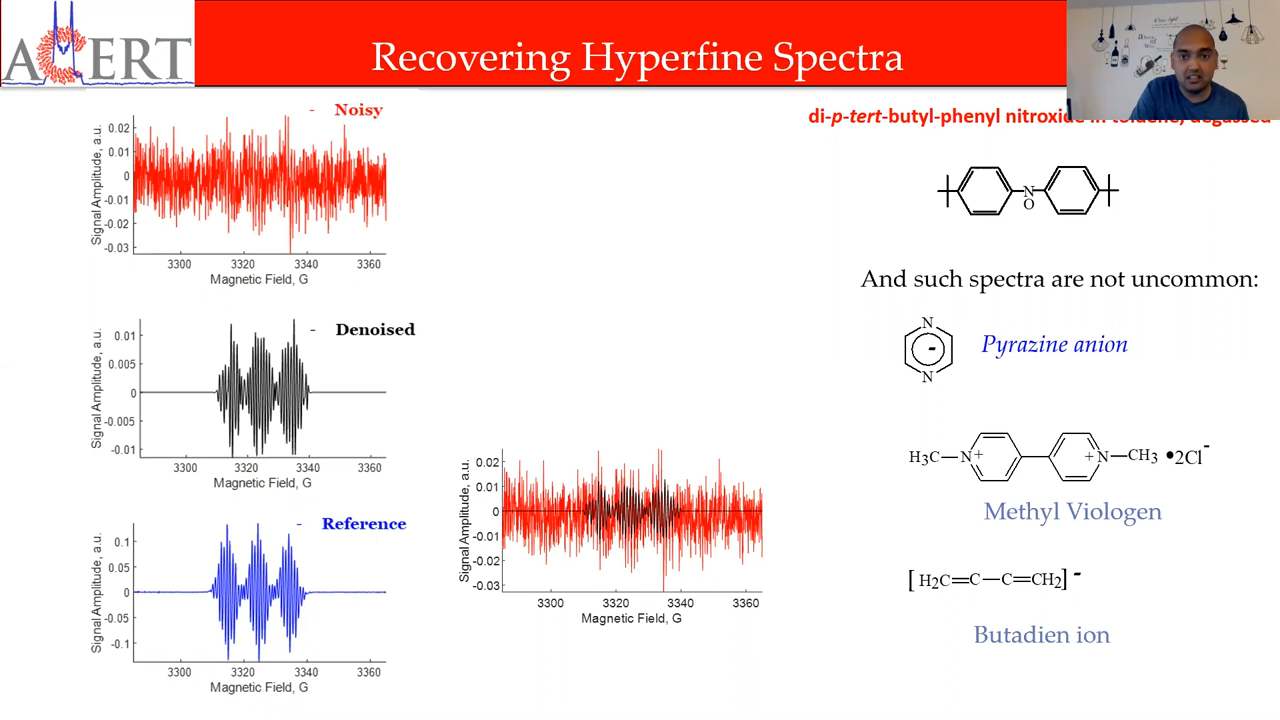 ACERT
Recovering Hyperfine Spectra
- Noisy
Signal Amplitude, a.u.
0.02
0.01
0
-0.01
-0.02
-0.03
3300 3320 3340 3360
Magnetic Field, G
- Denoised
Signal Amplitude, a.u.
0.01
0.005
0
-0.005
-0.01
3300 3320 3340 3360
Magnetic Field, G
- Reference
Signal Amplitude, a.u.
0.1
0.05
0
-0.05
-0.1
3300 3320 3340 3360
Magnetic Field, G
Signal Amplitude, a.u.
0.02
0.01
0
-0.01
-0.02
-0.03
3300 3320 3340 3360
Magnetic Field, G
di-p-tert-butyl-phenyl nitroxide in toluene, degassed
N
O
And such spectra are not uncommon:
N
-
N
Pyrazine anion
H3C N+ +N CH3 •2Cl-
Methyl Viologen
[H2C=C-C=CH2]-
Butadien ion